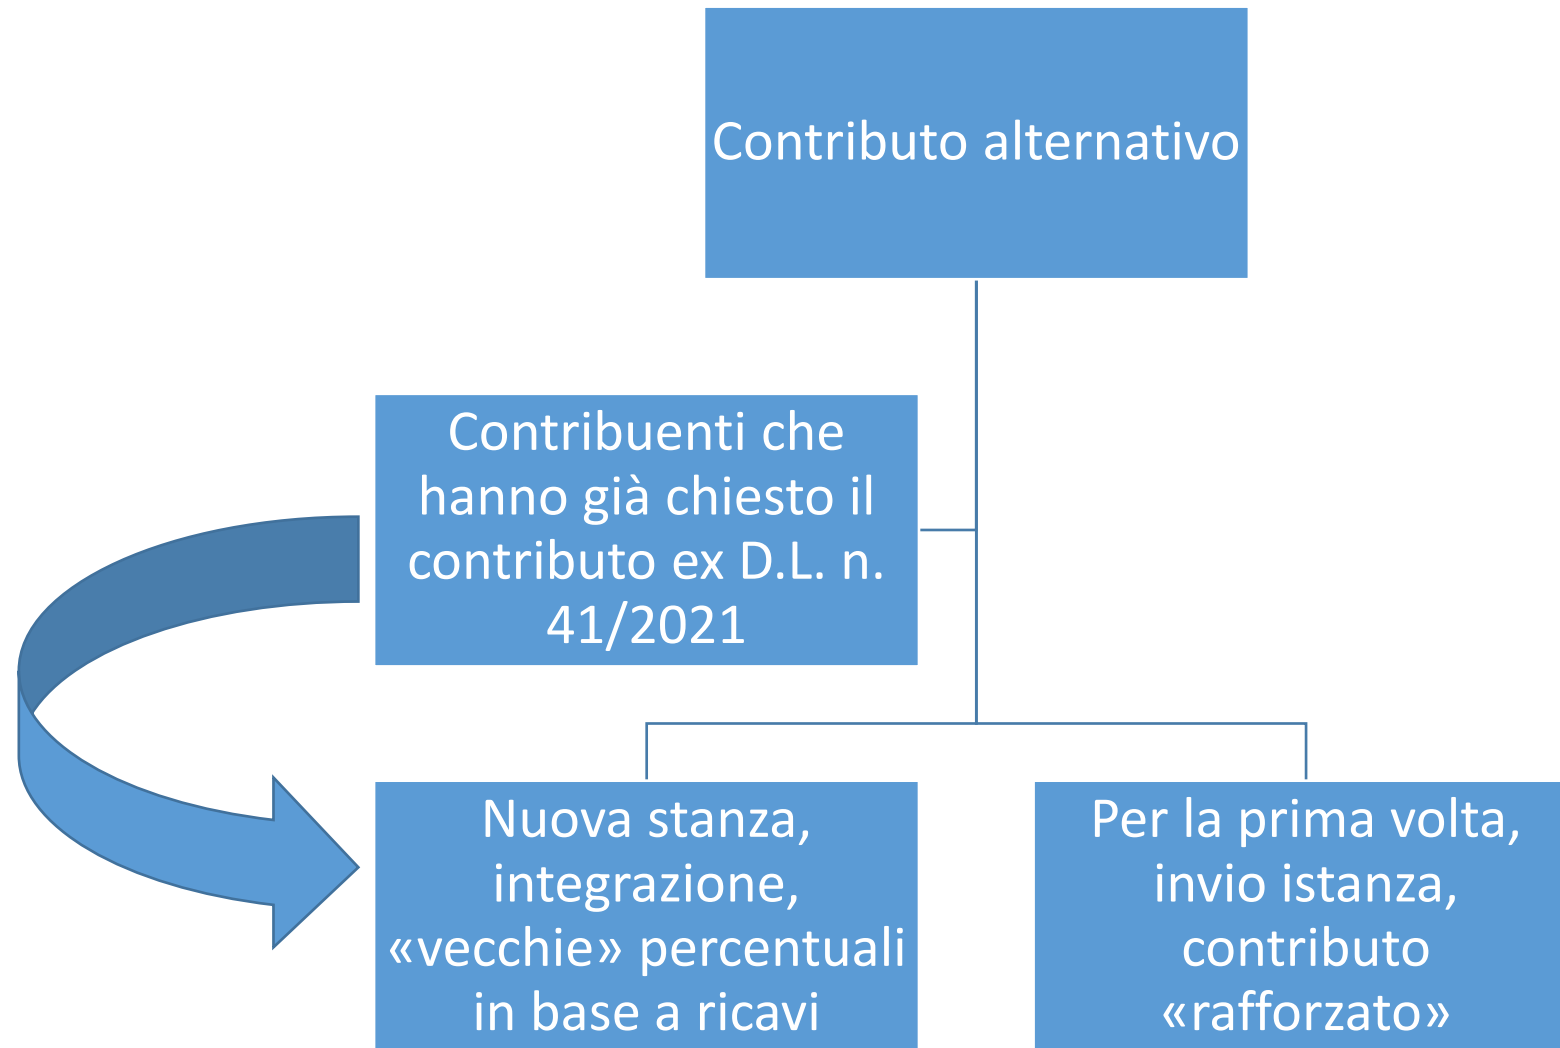 Contributo alternativo
Contribuenti che
hanno già chiesto il
contributo ex D.L. n.
41/2021
Nuova stanza,
integrazione,
«vecchie» percentuali
in base a ricavi
Per la prima volta,
invio istanza,
contributo
«rafforzato»